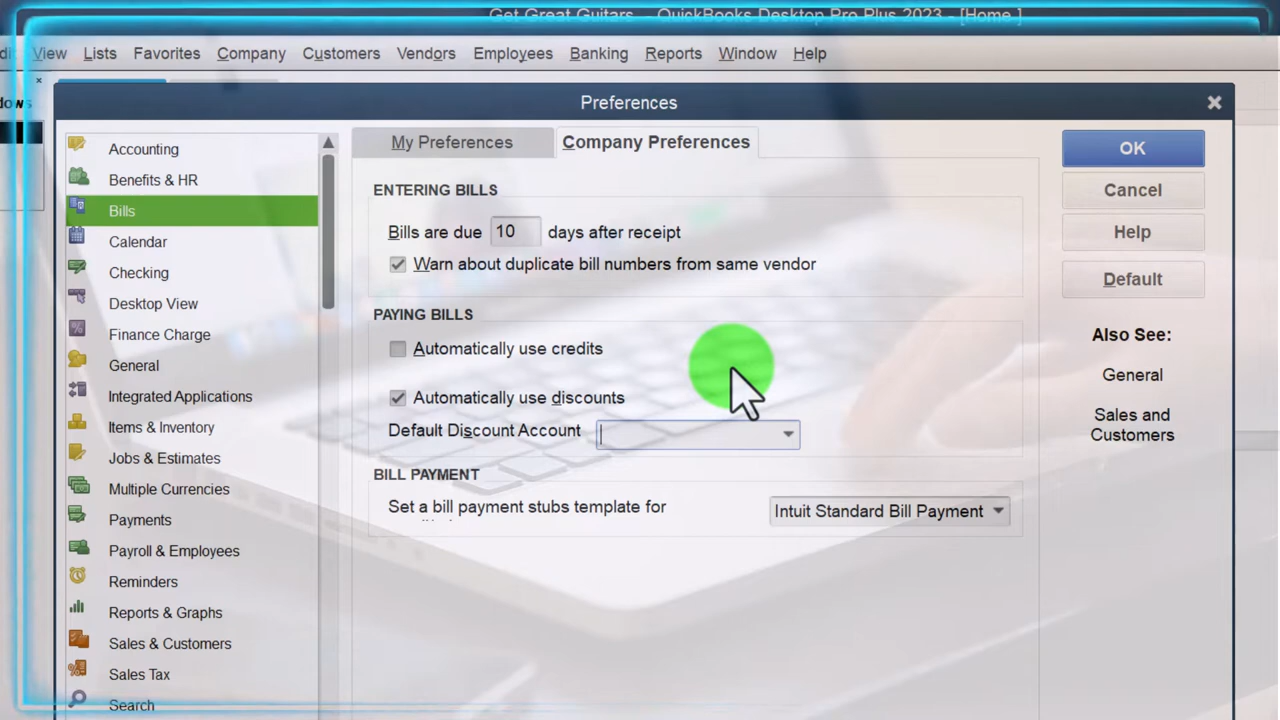 Get Great Guitars - QuickBooks Desktop Pro Plus 2023 - [Home ]
View Lists Favorites Company Customers Vendors Employees Banking Reports Window Help
Preferences
My Preferences Company Preferences
Accounting
Benefits & HR
Bills
Calendar
Checking
Desktop View
Finance Charge
General
Integrated Applications
Items & Inventory
Jobs & Estimates
Multiple Currencies
Payments
Payroll & Employees
Reminders
Reports & Graphs
Sales & Customers
Sales Tax
Search
ENTERING BILLS
Bills are due 10 days after receipt
Warn about duplicate bill numbers from same vendor
PAYING BILLS
Automatically use credits
Automatically use discounts
Default Discount Account
BILL PAYMENT
Set a bill payment stubs template for
Intuit Standard Bill Payment
OK
Cancel
Help
Default
Also See:
General
Sales and
Customers